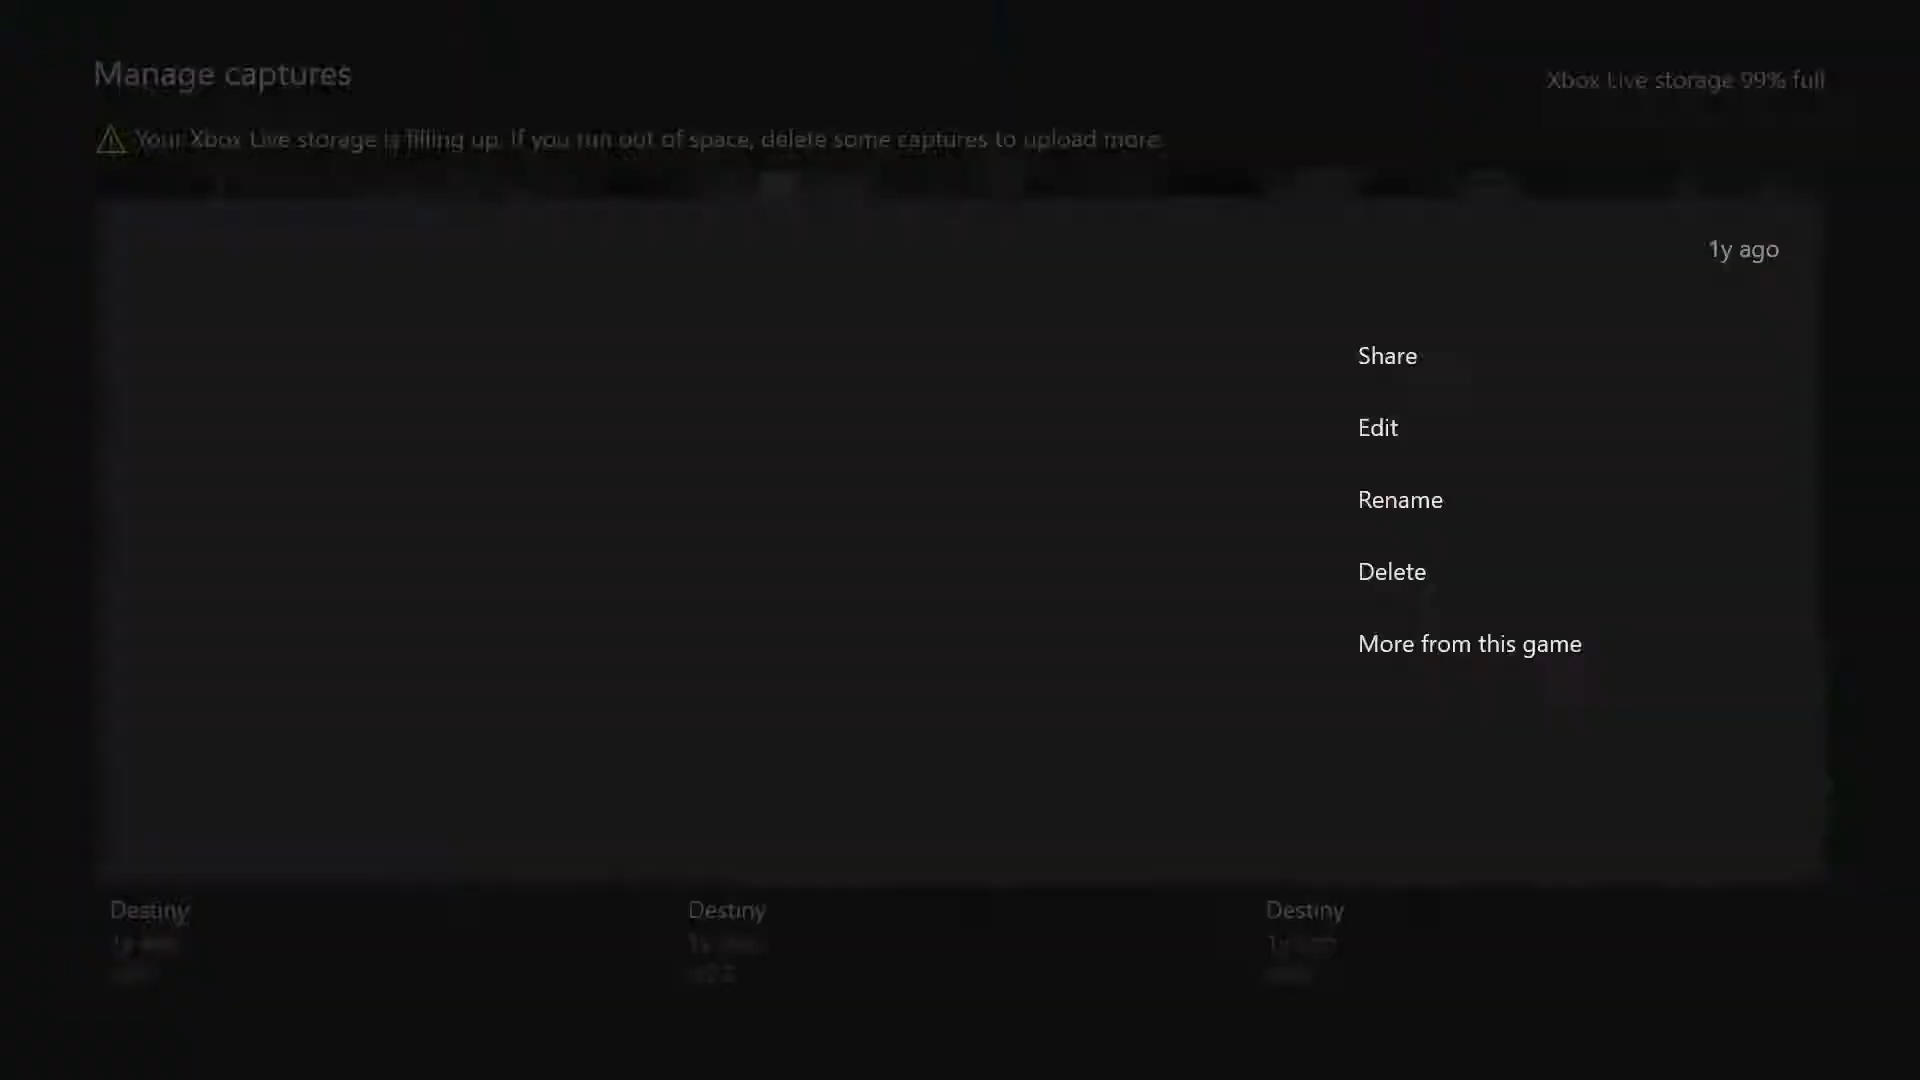 Manage captures
Xbox Live storage 99% full
Your Xbox Live storage is filling up. If you run out of space, delete some captures to upload more.
1y ago
Share
Edit
Rename
Delete
More from this game
Destiny
Destiny
Destiny